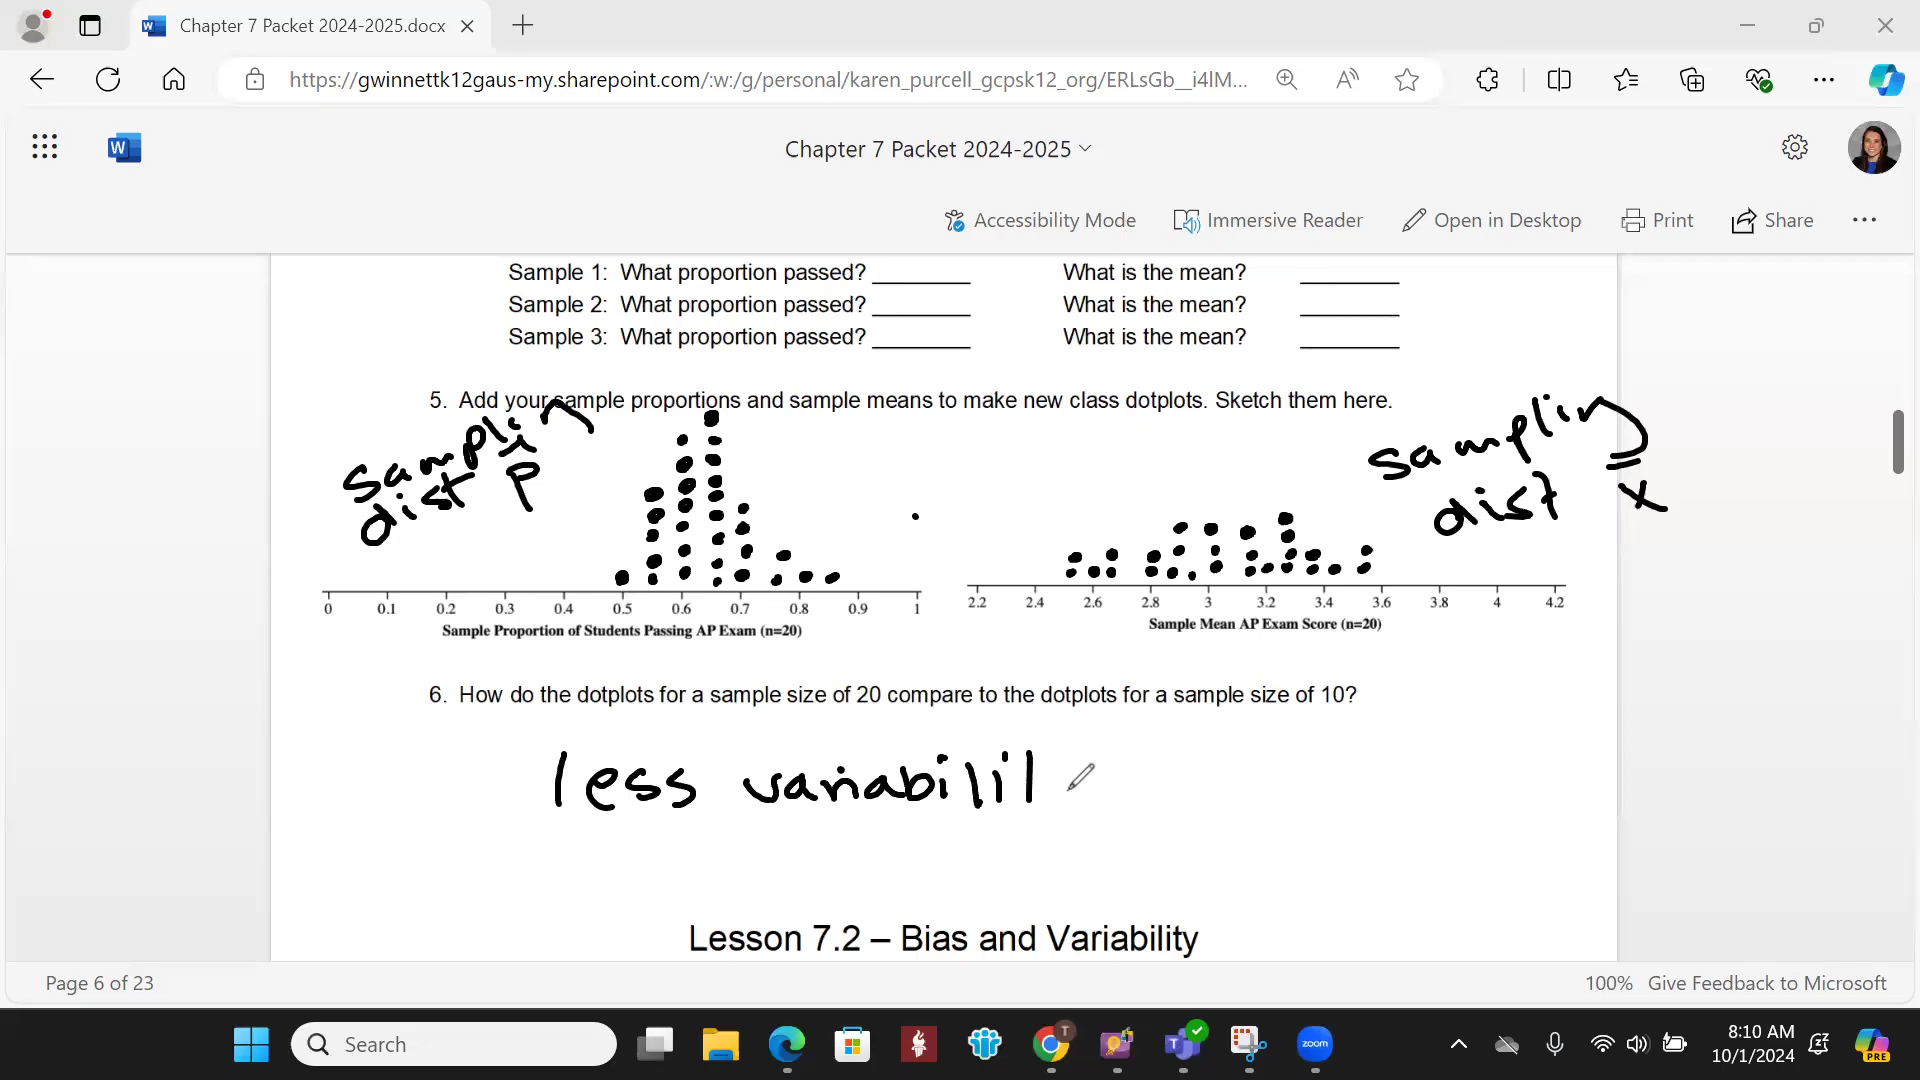 Chapter 7 Packet 2024-2025.docx
https://gwinnettk12gaus-my.sharepoint.com/:w:/g/personal/karen_purcell_gcpsk12_org/ERLsGb__i4lM...
W
Chapter 7 Packet 2024-2025
Accessibility Mode Immersive Reader Open in Desktop Print Share
Sample 1: What proportion passed? ________ What is the mean? ________
Sample 2: What proportion passed? ________ What is the mean? ________
Sample 3: What proportion passed? ________ What is the mean? ________
5. Add your sample proportions and sample means to make new class dotplots. Sketch them here.
samplin
dist p̂
samplin
dist x̄
0 0.1 0.2 0.3 0.4 0.5 0.6 0.7 0.8 0.9 1
Sample Proportion of Students Passing AP Exam (n=20)
2.2 2.4 2.6 2.8 3 3.2 3.4 3.6 3.8 4 4.2
Sample Mean AP Exam Score (n=20)
6. How do the dotplots for a sample size of 20 compare to the dotplots for a sample size of 10?
less variabilil
Lesson 7.2 – Bias and Variability
Page 6 of 23
100% Give Feedback to Microsoft
Search
T
zoom
8:10 AM
10/1/2024
PRE